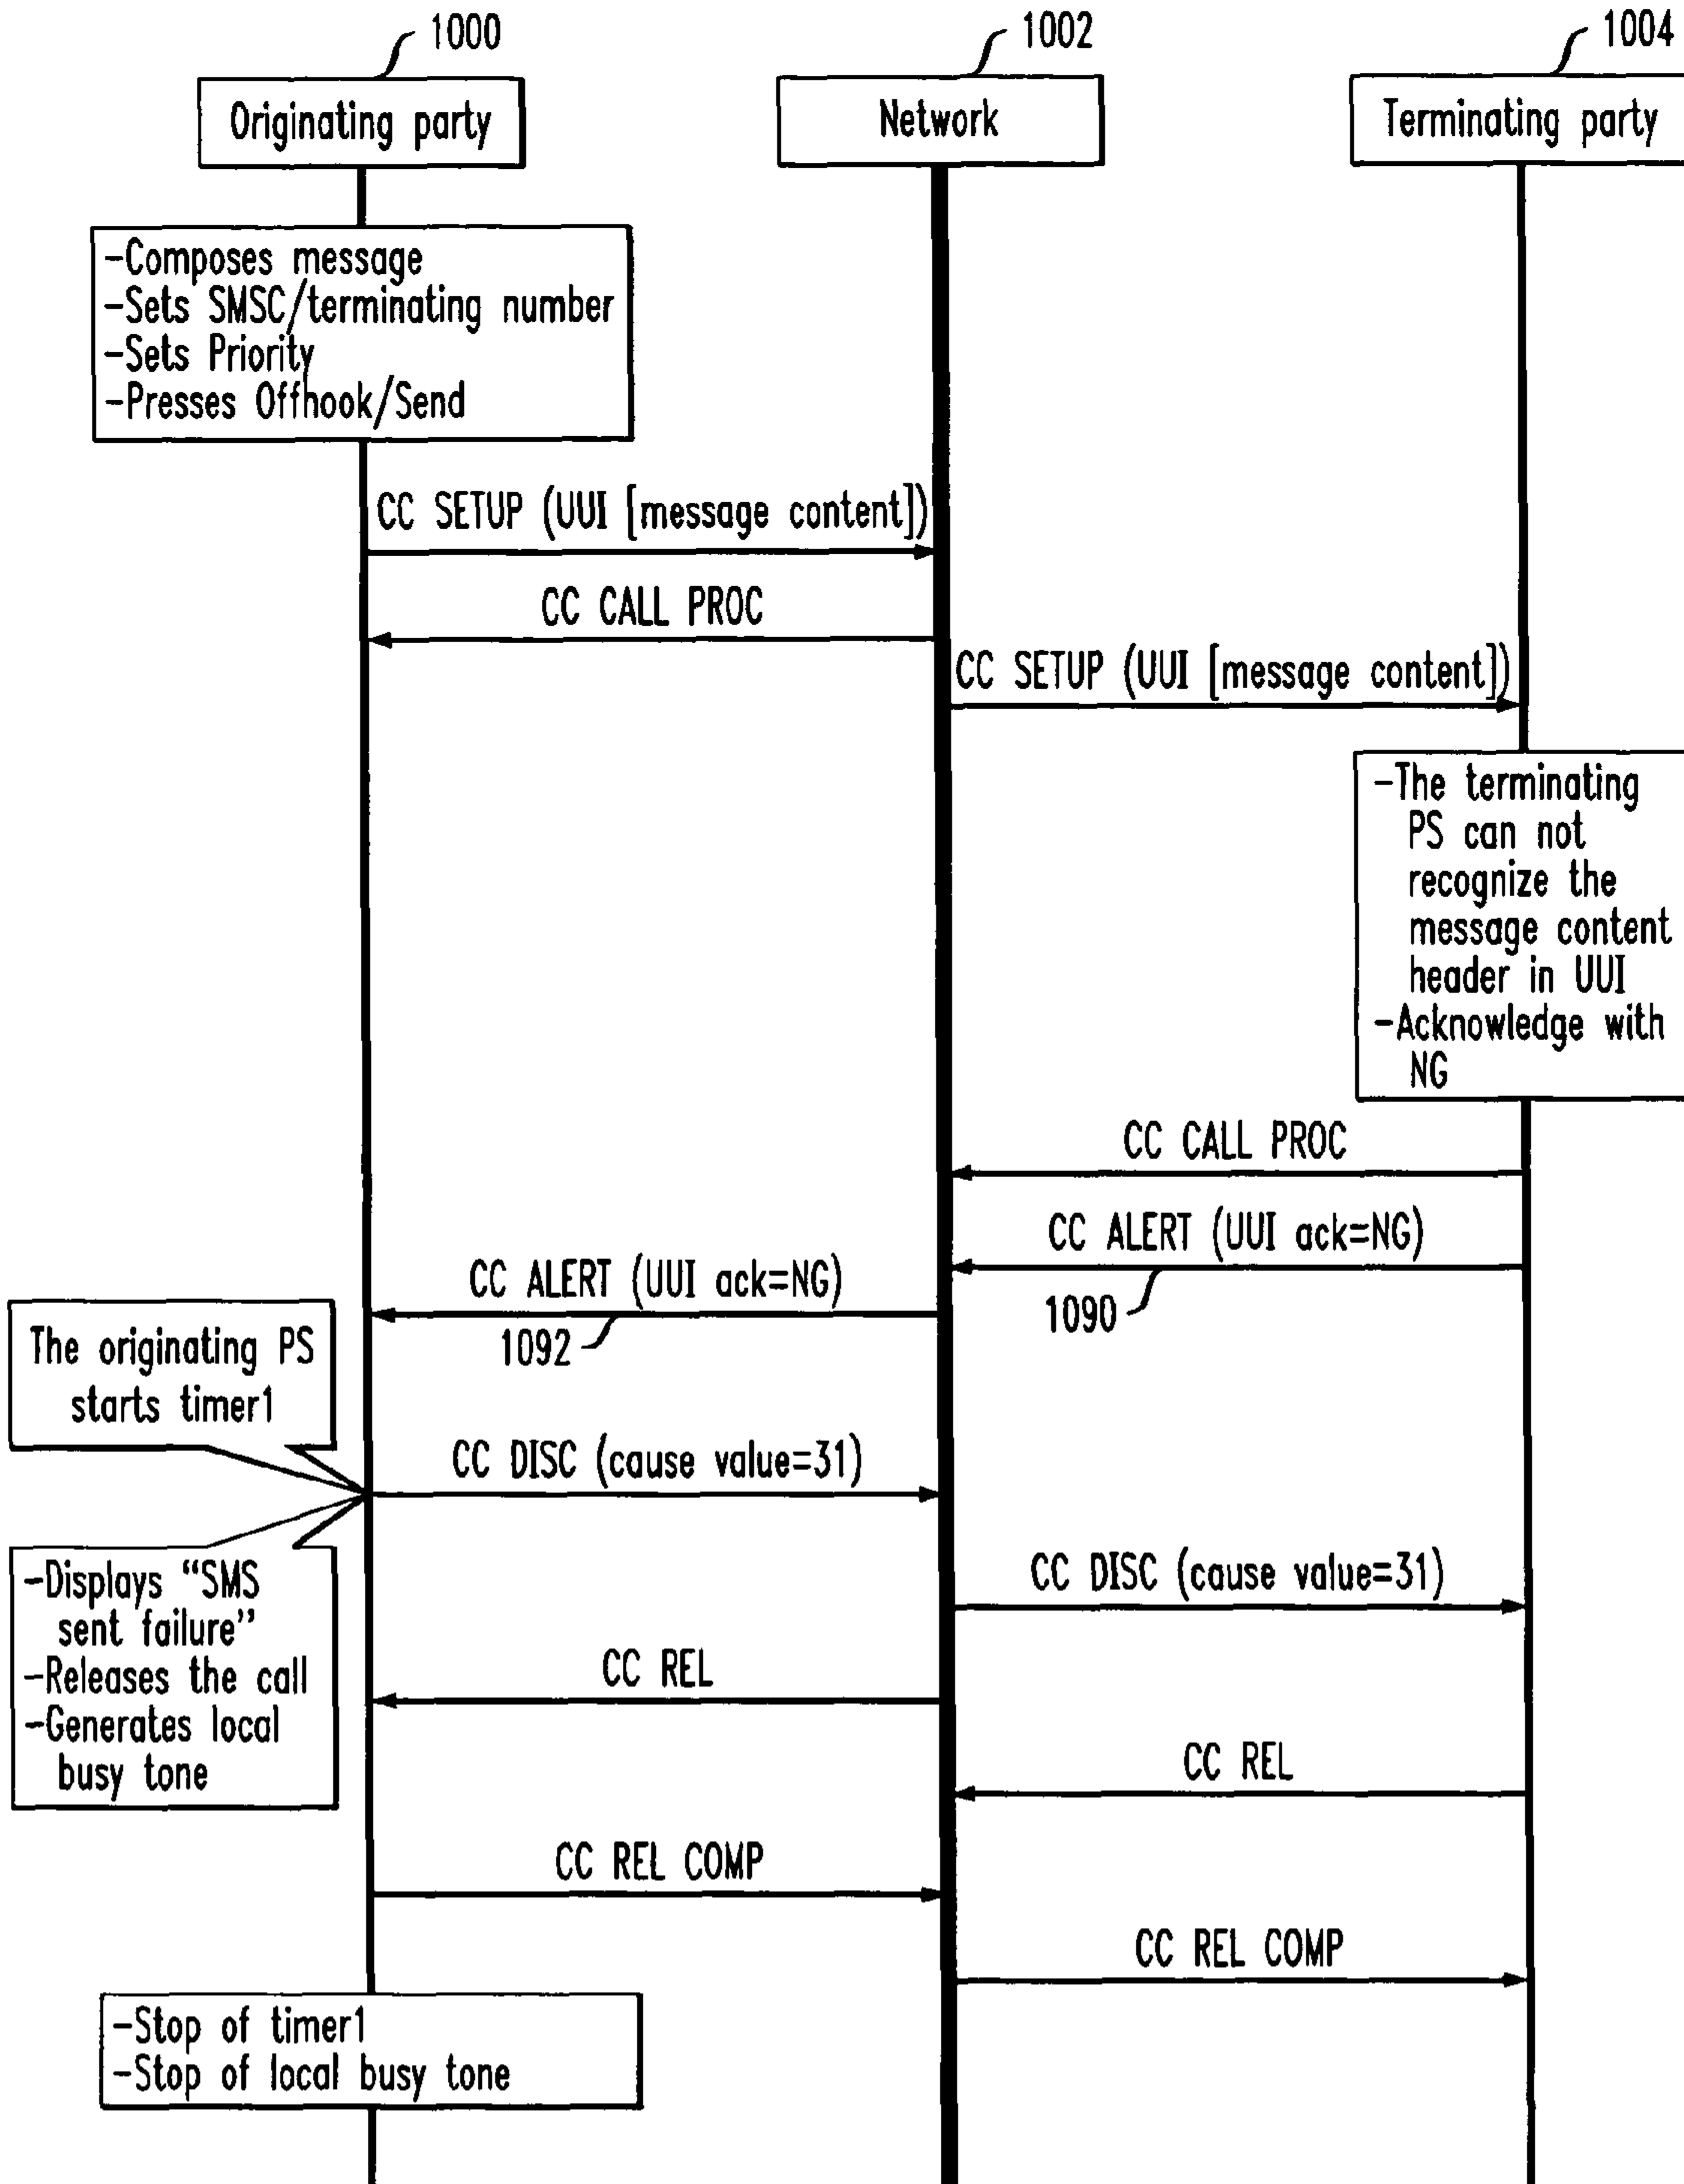 1000
1002
1004
Originating party
Network
Terminating party
-Composes message
-Sets SMSC/terminating number
-Sets Priority
-Presses Offhook/Send
CC SETUP (UUI [message content])
CC CALL PROC
CC SETUP (UUI [message content])
-The terminating
PS can not
recognize the
message content
header in UUI
-Acknowledge with
NG
CC CALL PROC
CC ALERT (UUI ack=NG)
1090
CC ALERT (UUI ack=NG)
1092
The originating PS
starts timer1
CC DISC (cause value=31)
-Displays “SMS
sent failure”
-Releases the call
-Generates local
busy tone
CC DISC (cause value=31)
CC REL
CC REL
CC REL COMP
CC REL COMP
-Stop of timer1
-Stop of local busy tone